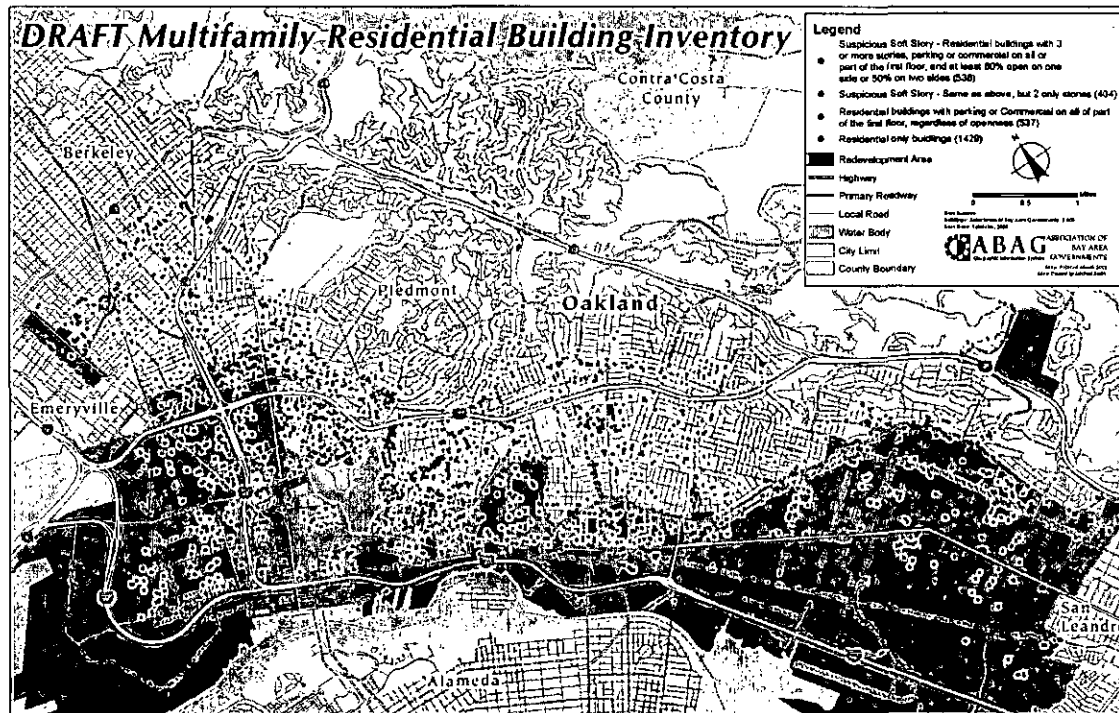 DRAFT Multifamily Residential Building Inventory
Legend
Suspicious Soft Story - Residential buildings with 3
or more stories, parking or commercial on all or
part of the first floor, and at least 80% open on one
side or 50% on two sides (538)
Suspicious Soft Story - Same as above, but 2 only stories (404)
Residential buildings with parking or Commercial on all of part
of the first floor, regardless of openness (537)
Residential only buildings (1429)
Redevelopment Area
Highway
Primary Roadway
Local Road
Water Body
City Limit
County Boundary
0 0.5 1 Miles
ABAG
ASSOCIATION OF
BAY AREA
GOVERNMENTS
Contra Costa
County
Berkeley
Piedmont
Oakland
Emeryville
San
Leandro
Alameda